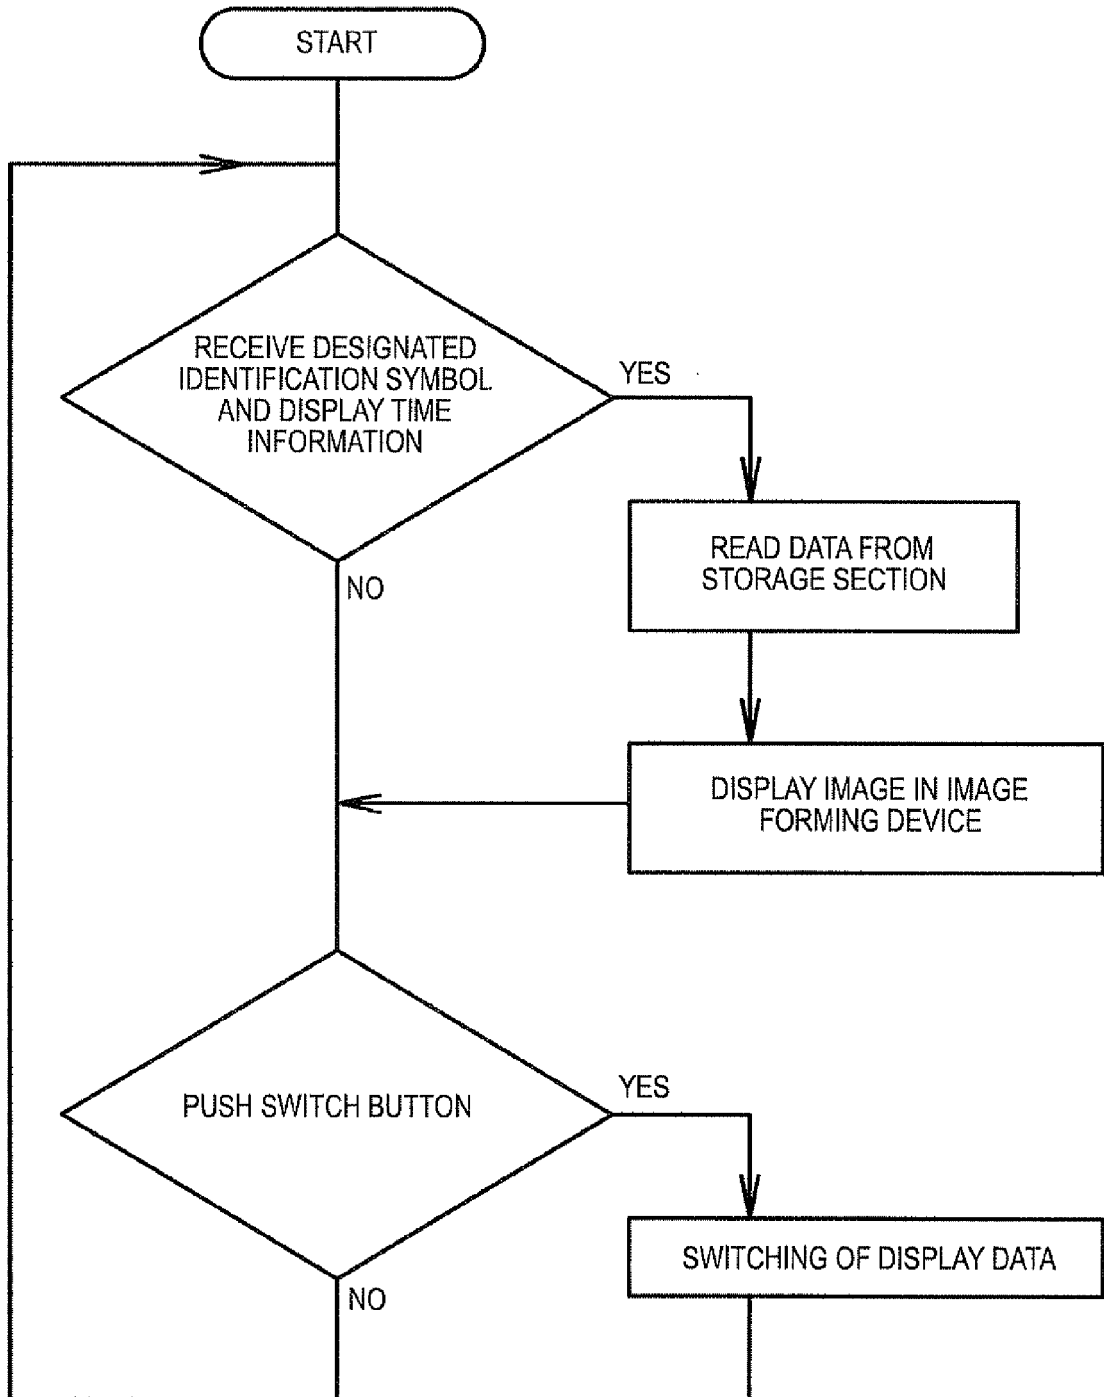 START
RECEIVE DESIGNATED
IDENTIFICATION SYMBOL
AND DISPLAY TIME
INFORMATION
YES
READ DATA FROM
STORAGE SECTION
NO
DISPLAY IMAGE IN IMAGE
FORMING DEVICE
PUSH SWITCH BUTTON
YES
SWITCHING OF DISPLAY DATA
NO